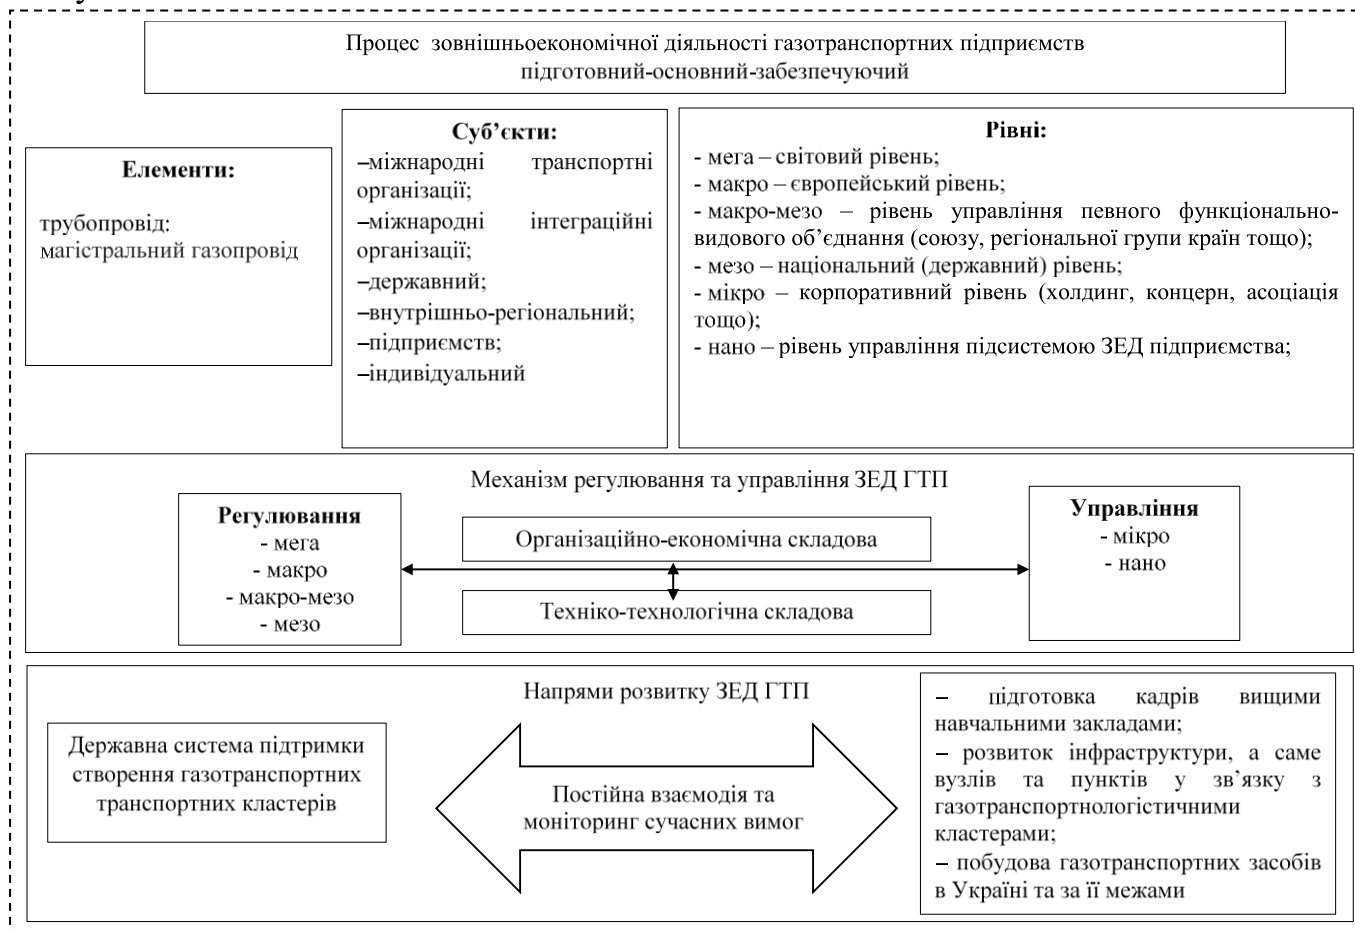 Процес зовнішньоекономічної діяльності газотранспортних підприємств
підготовний-основний-забезпечуючий
Елементи:
трубопровід:
магістральний газопровід
Суб’єкти:
–міжнародні транспортні
організації;
–міжнародні інтеграційні
організації;
–державний;
–внутрішньо-регіональний;
–підприємств;
–індивідуальний
Рівні:
- мега – світовий рівень;
- макро – європейський рівень;
- макро-мезо – рівень управління певного функціонально-
видового об’єднання (союзу, регіональної групи країн тощо);
- мезо – національний (державний) рівень;
- мікро – корпоративний рівень (холдинг, концерн, асоціація
тощо);
- нано – рівень управління підсистемою ЗЕД підприємства;
Механізм регулювання та управління ЗЕД ГТП
Регулювання
- мега
- макро
- макро-мезо
- мезо
Організаційно-економічна складова
Техніко-технологічна складова
Управління
- мікро
- нано
Напрями розвитку ЗЕД ГТП
Державна система підтримки
створення газотранспортних
транспортних кластерів
Постійна взаємодія та
моніторинг сучасних вимог
– підготовка кадрів вищими
навчальними закладами;
– розвиток інфраструктури, а саме
вузлів та пунктів у зв’язку з
газотранспортнологістичними
кластерами;
– побудова газотранспортних засобів
в Україні та за її межами